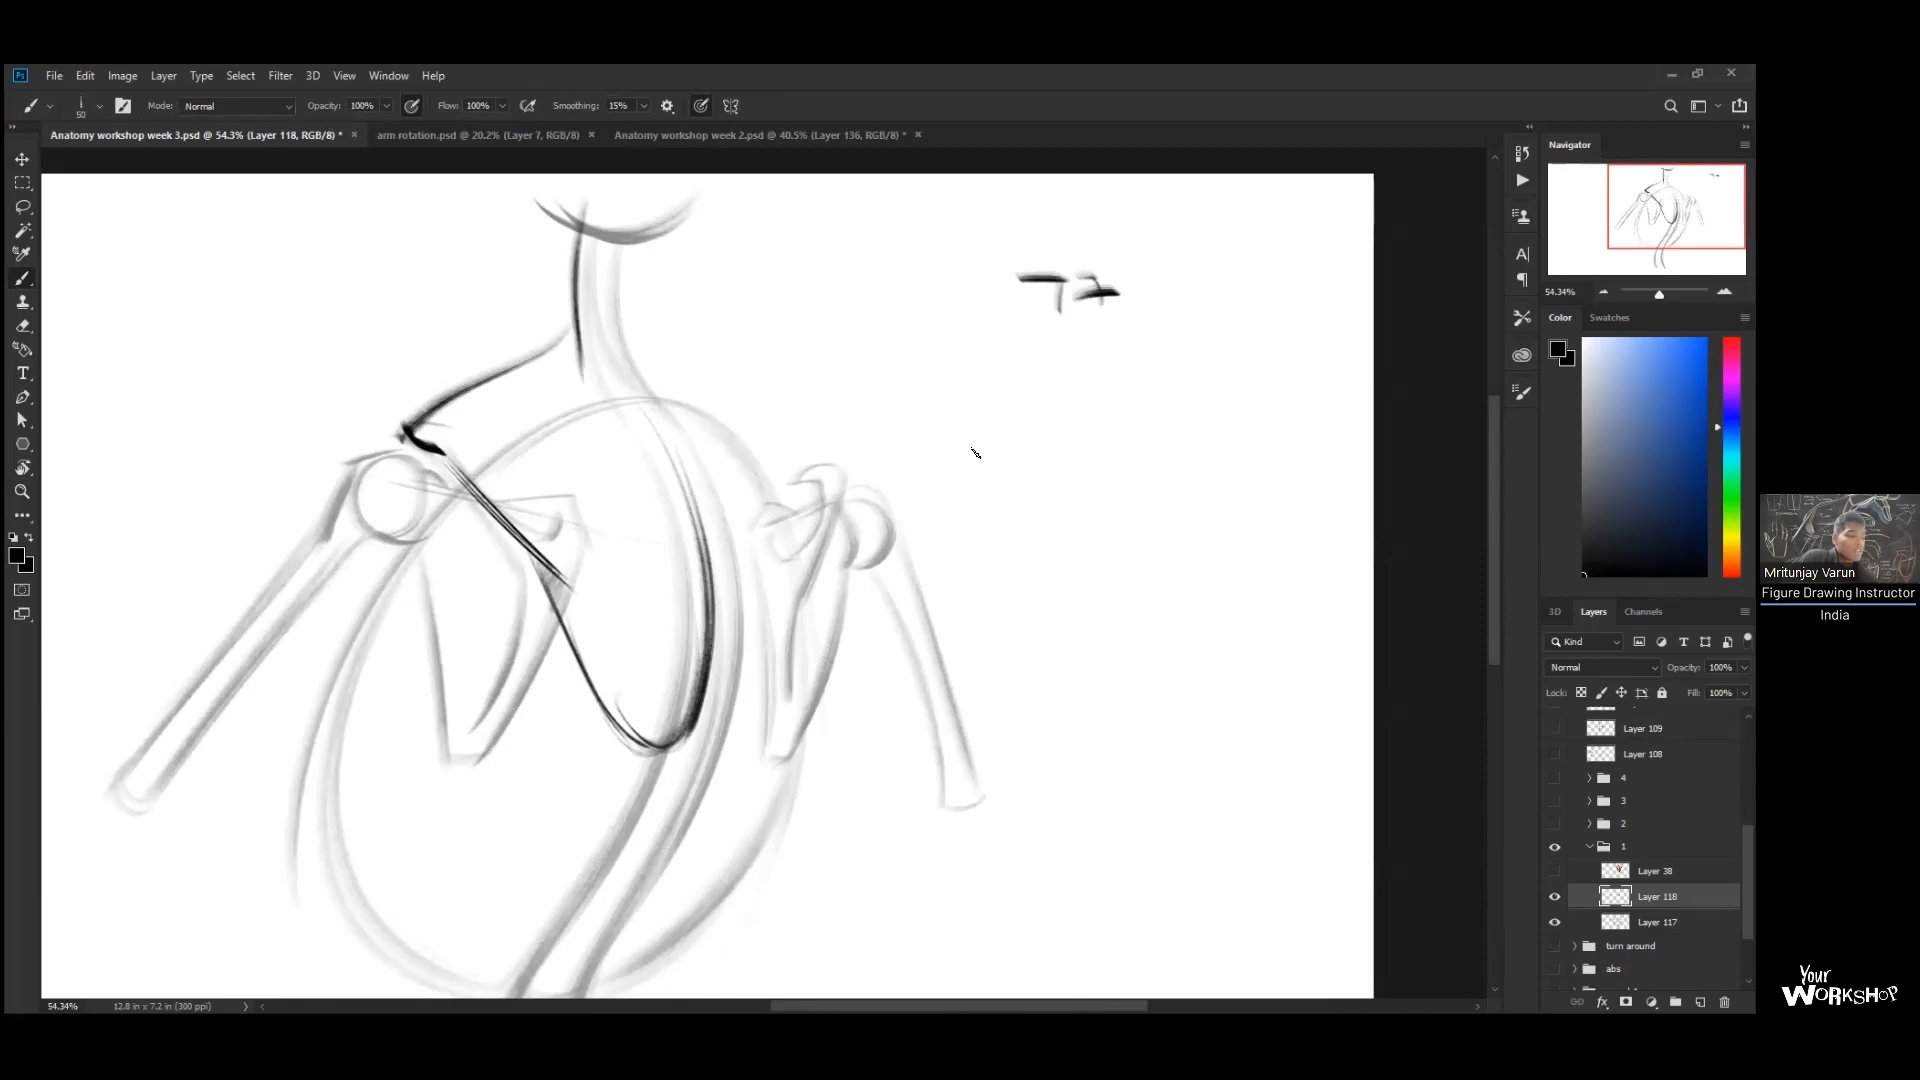 Ps File Edit Image Layer Type Select Filter 3D View Window Help
50 Mode: Normal Opacity: 100% Flow: 100% Smoothing: 15%
Anatomy workshop week 3.psd @ 54.3% (Layer 118, RGB/8) * arm rotation.psd @ 20.2% (Layer 7, RGB/8) Anatomy workshop week 2.psd @ 40.5% (Layer 136, RGB/8) *
Navigator
54.34%
Color Swatches
Mritunjay Varun
Figure Drawing Instructor
India
3D Layers Channels
Kind
Normal Opacity: 100%
Lock: Fill: 100%
Layer 109
Layer 108
4
3
2
1
Layer 38
Layer 118
Layer 117
turn around
abs
54.34% 12.8 in x 7.2 in (300 ppi)
Your
WORKSHOP